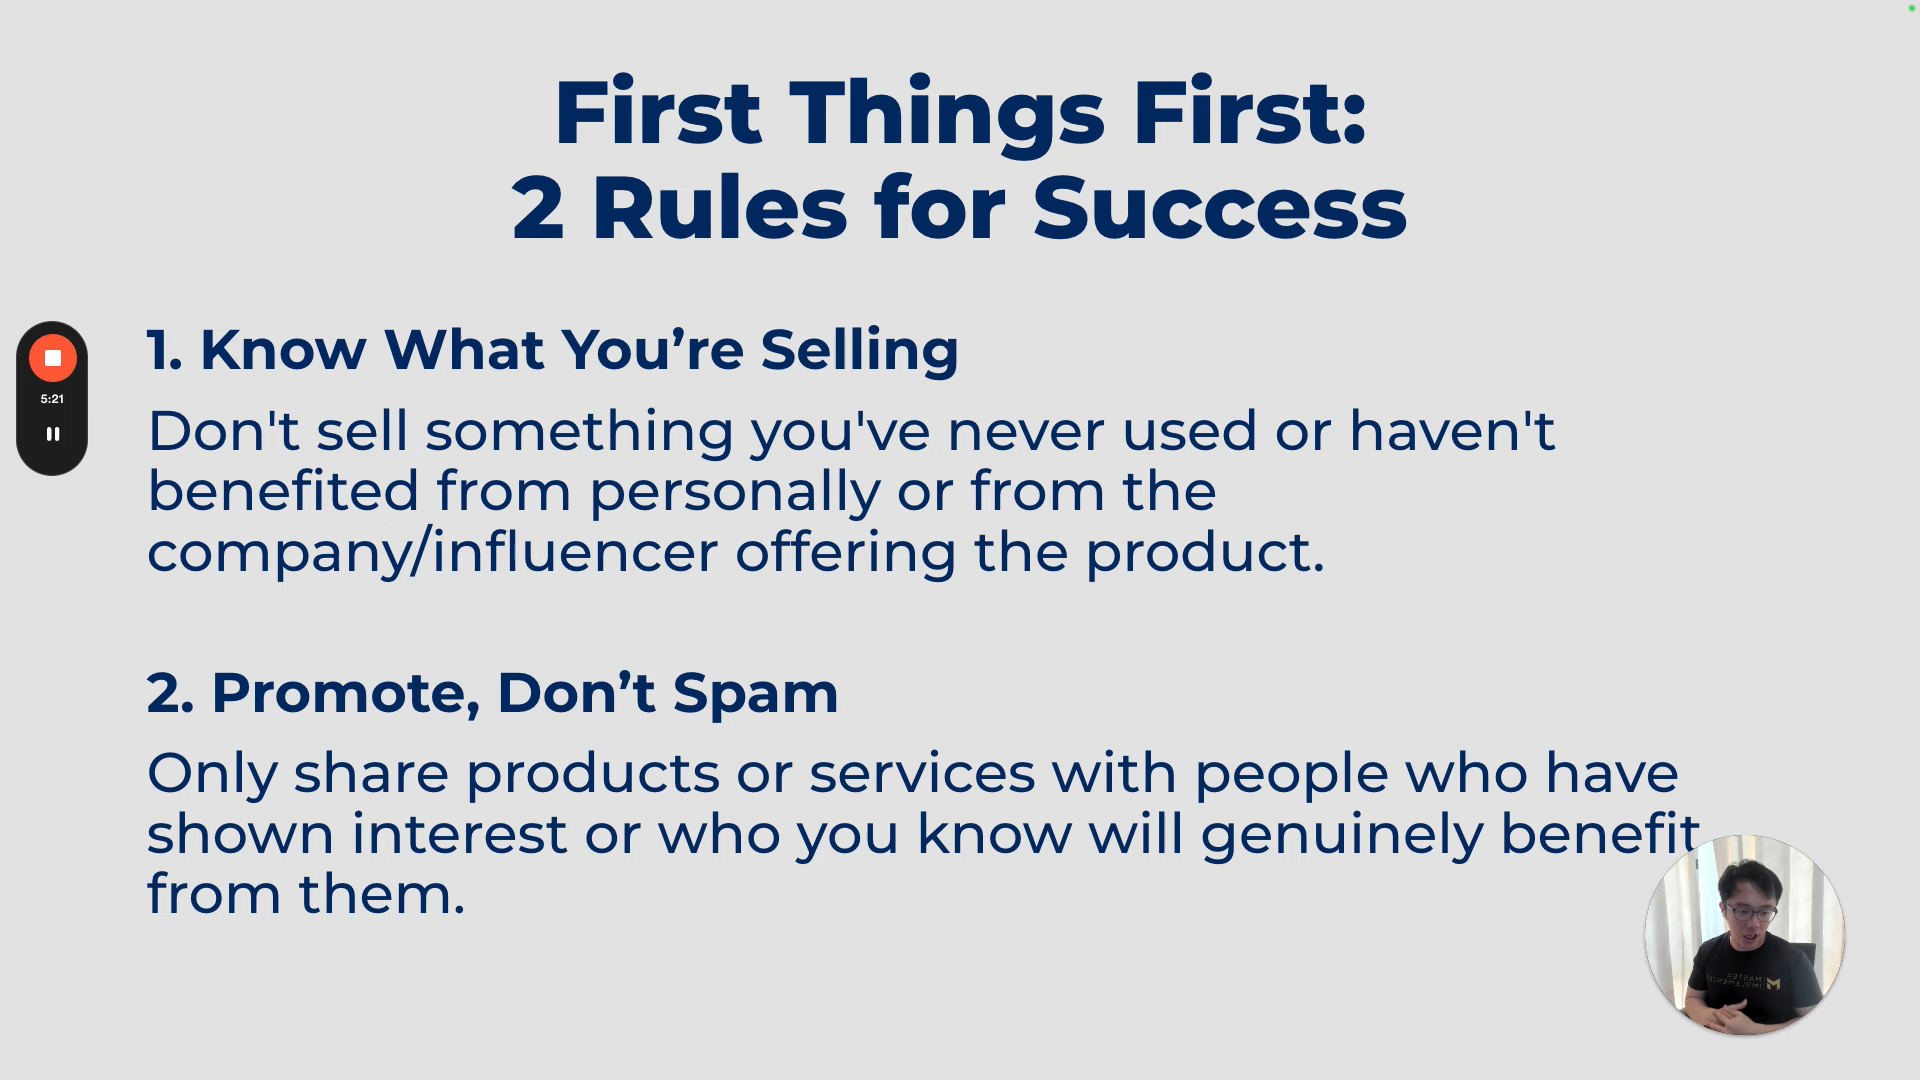 First Things First:
2 Rules for Success
1. Know What You’re Selling
Don't sell something you've never used or haven't
benefited from personally or from the
company/influencer offering the product.
5:21
2. Promote, Don’t Spam
Only share products or services with people who have
shown interest or who you know will genuinely benefit
from them.
MASTER